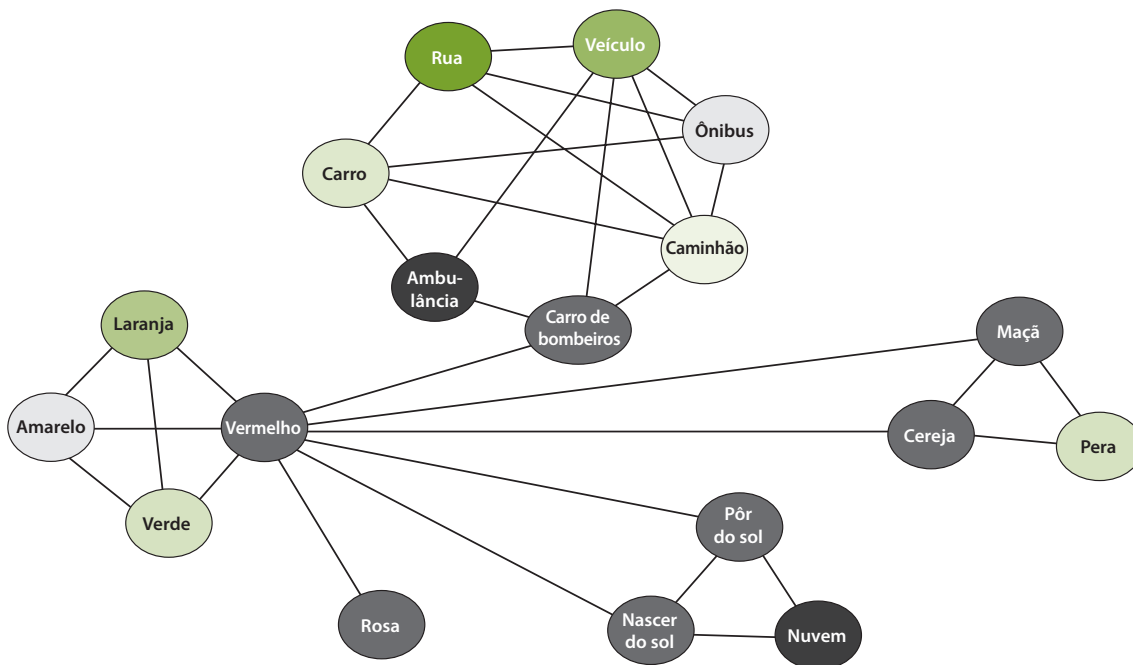 Veículo
Rua
Ônibus
Carro
Caminhão
Ambu-
lância
Carro de
bombeiros
Laranja
Maçã
Amarelo
Vermelho
Cereja
Pera
Verde
Pôr
do sol
Rosa
Nascer
do sol
Nuvem